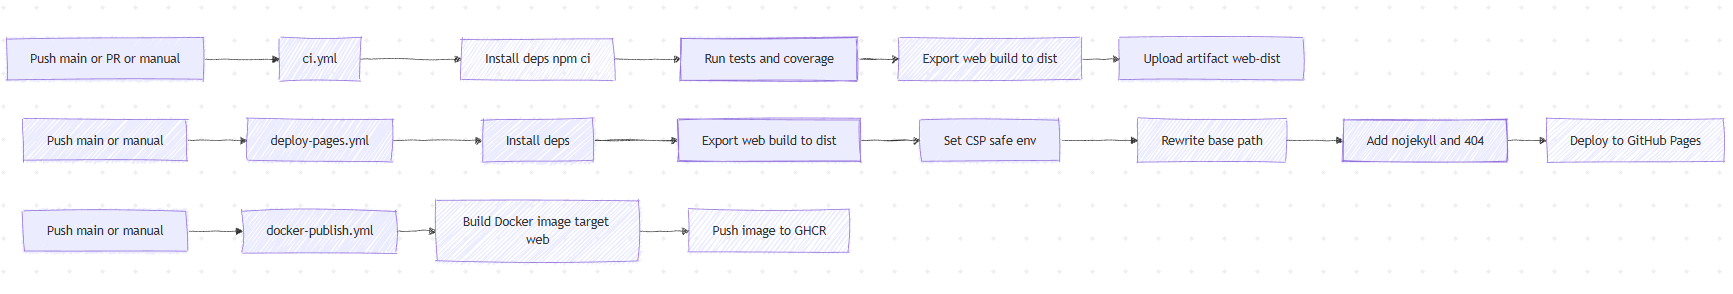 Push main or PR or manual
ci.yml
Install deps npm ci
Run tests and coverage
Export web build to dist
Upload artifact web-dist
Push main or manual
deploy-pages.yml
Install deps
Export web build to dist
Set CSP safe env
Rewrite base path
Add nojekyll and 404
Deploy to GitHub Pages
Push main or manual
docker-publish.yml
Build Docker image target
web
Push image to GHCR